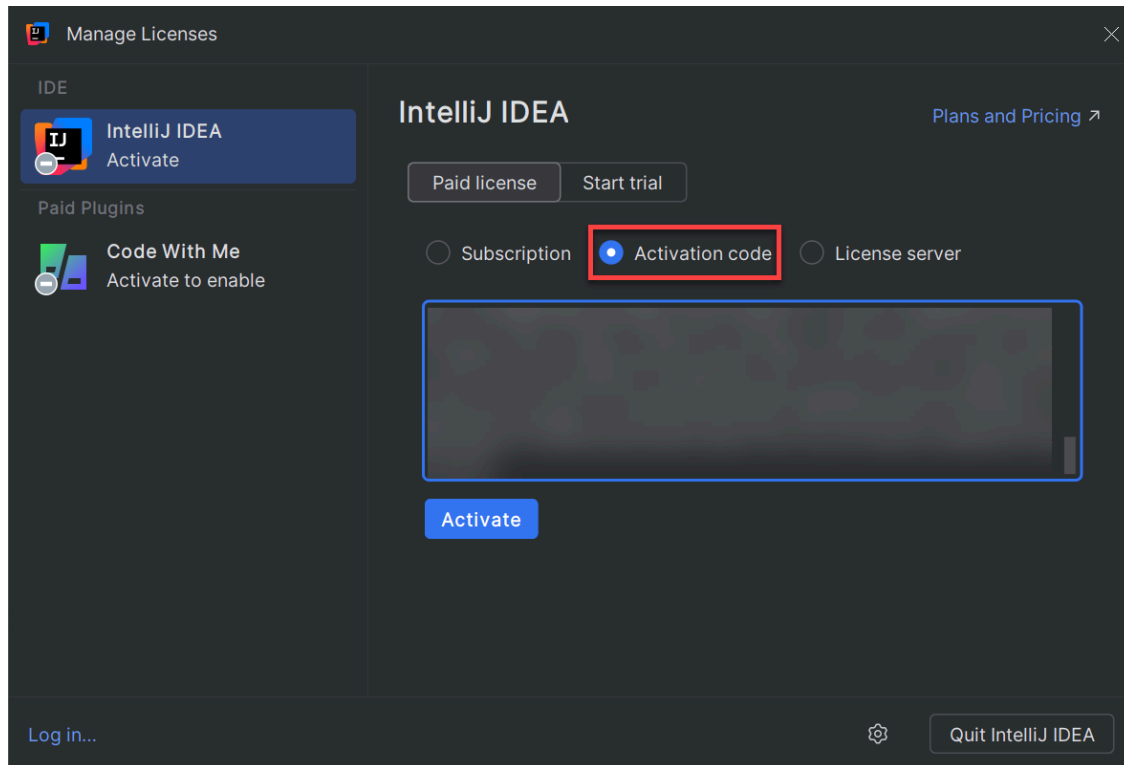 Manage Licenses
IDE
IntelliJ IDEA
Activate
Paid Plugins
Code With Me
Activate to enable
IntelliJ IDEA
Plans and Pricing ↗
Paid license
Start trial
Subscription
Activation code
License server
Activate
Log in...
Quit IntelliJ IDEA